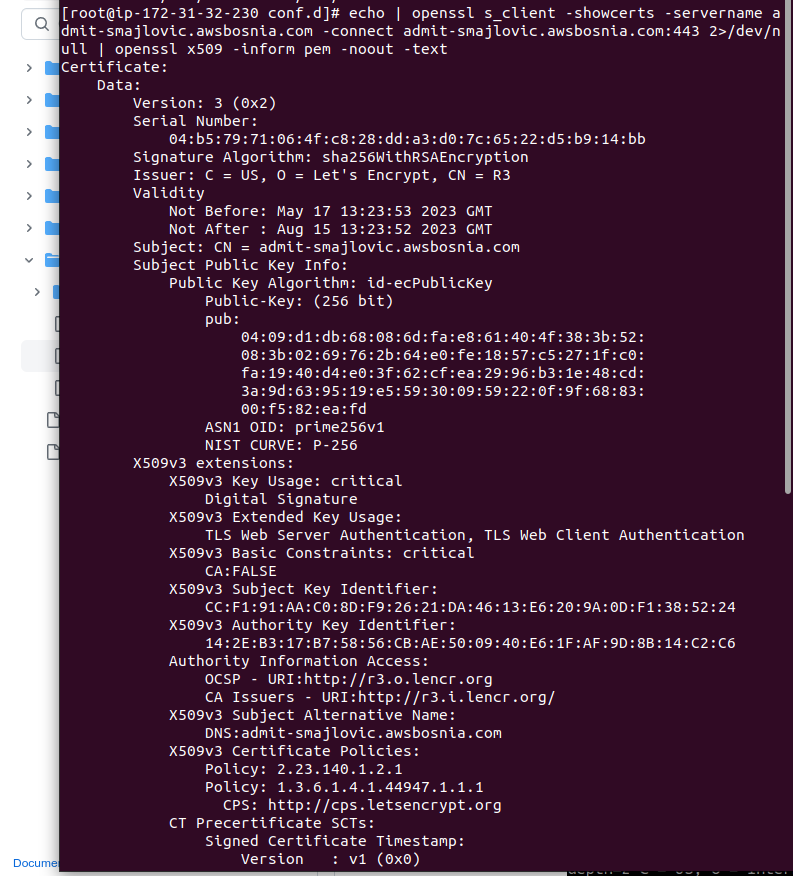 [root@ip-172-31-32-230 conf.d]# echo | openssl s_client -showcerts -servername a
dmit-smajlovic.awsbosnia.com -connect admit-smajlovic.awsbosnia.com:443 2>/dev/n
ull | openssl x509 -inform pem -noout -text
Certificate:
    Data:
        Version: 3 (0x2)
        Serial Number:
            04:b5:79:71:06:4f:c8:28:dd:a3:d0:7c:65:22:d5:b9:14:bb
        Signature Algorithm: sha256WithRSAEncryption
        Issuer: C = US, O = Let's Encrypt, CN = R3
        Validity
            Not Before: May 17 13:23:53 2023 GMT
            Not After : Aug 15 13:23:52 2023 GMT
        Subject: CN = admit-smajlovic.awsbosnia.com
        Subject Public Key Info:
            Public Key Algorithm: id-ecPublicKey
                Public-Key: (256 bit)
                pub:
                    04:09:d1:db:68:08:6d:fa:e8:61:40:4f:38:3b:52:
                    08:3b:02:69:76:2b:64:e0:fe:18:57:c5:27:1f:c0:
                    fa:19:40:d4:e0:3f:62:cf:ea:29:96:b3:1e:48:cd:
                    3a:9d:63:95:19:e5:59:30:09:59:22:0f:9f:68:83:
                    00:f5:82:ea:fd
                ASN1 OID: prime256v1
                NIST CURVE: P-256
        X509v3 extensions:
            X509v3 Key Usage: critical
                Digital Signature
            X509v3 Extended Key Usage:
                TLS Web Server Authentication, TLS Web Client Authentication
            X509v3 Basic Constraints: critical
                CA:FALSE
            X509v3 Subject Key Identifier:
                CC:F1:91:AA:C0:8D:F9:26:21:DA:46:13:E6:20:9A:0D:F1:38:52:24
            X509v3 Authority Key Identifier:
                14:2E:B3:17:B7:58:56:CB:AE:50:09:40:E6:1F:AF:9D:8B:14:C2:C6
            Authority Information Access:
                OCSP - URI:http://r3.o.lencr.org
                CA Issuers - URI:http://r3.i.lencr.org/
            X509v3 Subject Alternative Name:
                DNS:admit-smajlovic.awsbosnia.com
            X509v3 Certificate Policies:
                Policy: 2.23.140.1.2.1
                Policy: 1.3.6.1.4.1.44947.1.1.1
                  CPS: http://cps.letsencrypt.org
            CT Precertificate SCTs:
                Signed Certificate Timestamp:
                    Version   : v1 (0x0)
Docume